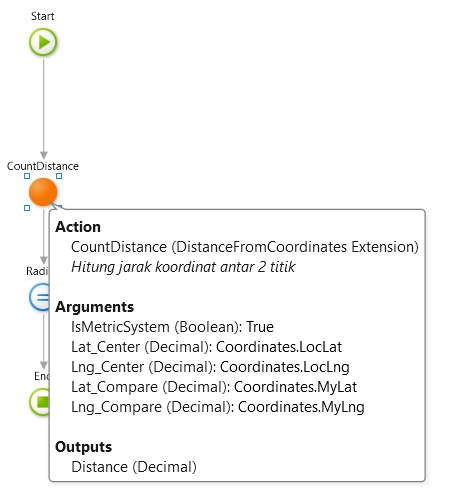 Start
CountDistance
Action
CountDistance (DistanceFromCoordinates Extension)
Hitung jarak koordinat antar 2 titik
Radi
Arguments
IsMetricSystem (Boolean): True
Lat_Center (Decimal): Coordinates.LocLat
Lng_Center (Decimal): Coordinates.LocLng
Lat_Compare (Decimal): Coordinates.MyLat
Lng_Compare (Decimal): Coordinates.MyLng
End
Outputs
Distance (Decimal)